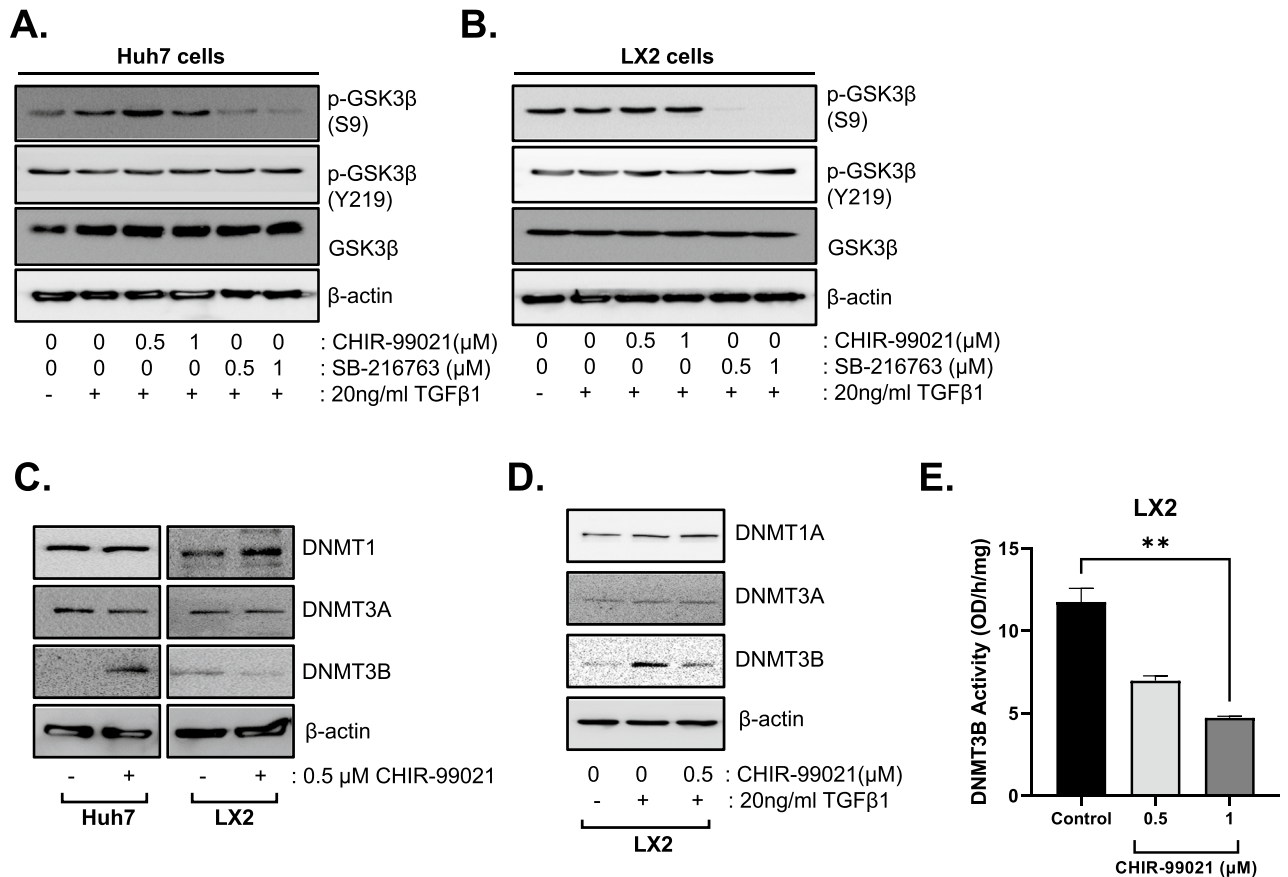 A.
Huh7 cells
p-GSK3β
(S9)
p-GSK3β
(Y219)
GSK3β
β-actin
0 0 0.5 1 0 0 : CHIR-99021(µM)
0 0 0 0 0.5 1 : SB-216763 (µM)
- + + + + + : 20ng/ml TGFβ1
B.
LX2 cells
p-GSK3β
(S9)
p-GSK3β
(Y219)
GSK3β
β-actin
0 0 0.5 1 0 0 : CHIR-99021(µM)
0 0 0 0 0.5 1 : SB-216763 (µM)
- + + + + + : 20ng/ml TGFβ1
C.
DNMT1
DNMT3A
DNMT3B
β-actin
- + - + : 0.5 µM CHIR-99021
Huh7 LX2
D.
DNMT1A
DNMT3A
DNMT3B
β-actin
0 0 0.5 : CHIR-99021(µM)
- + + : 20ng/ml TGFβ1
LX2
E.
LX2
**
DNMT3B Activity (OD/h/mg)
15
10
5
0
Control 0.5 1
CHIR-99021 (µM)